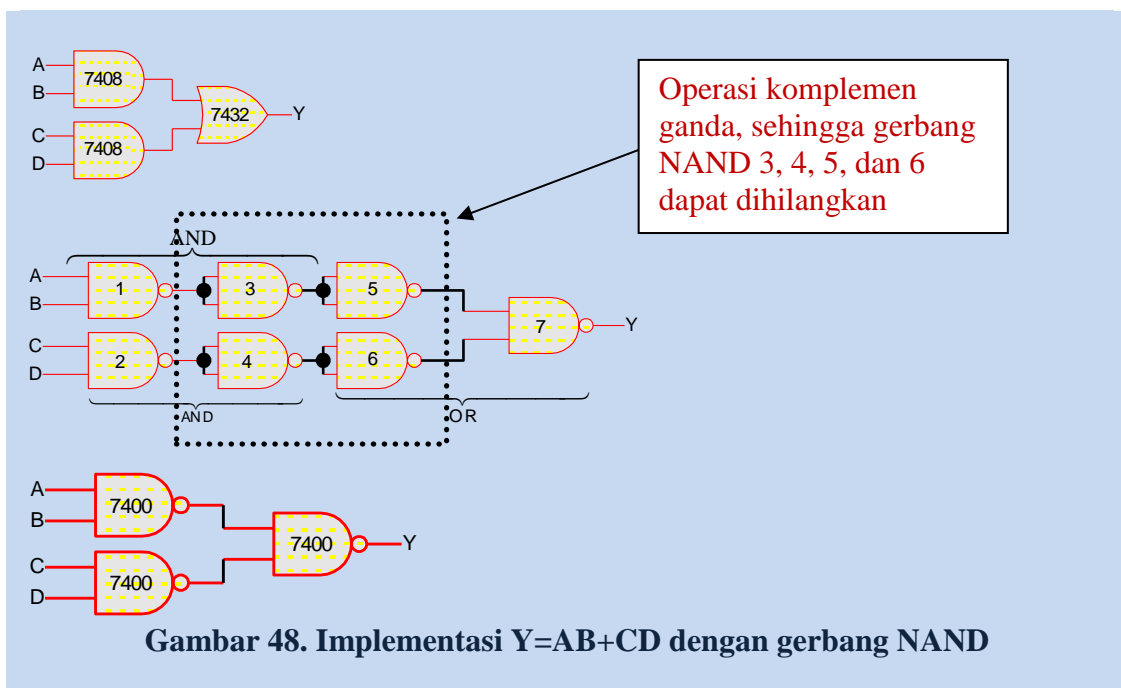 A
B
7408
C
D
7408
7432
Y
Operasi komplemen
ganda, sehingga gerbang
NAND 3, 4, 5, dan 6
dapat dihilangkan
AND
A
B
1
3
5
C
D
2
4
6
7
Y
AND
OR
A
B
7400
C
D
7400
7400
Y
Gambar 48. Implementasi Y=AB+CD dengan gerbang NAND